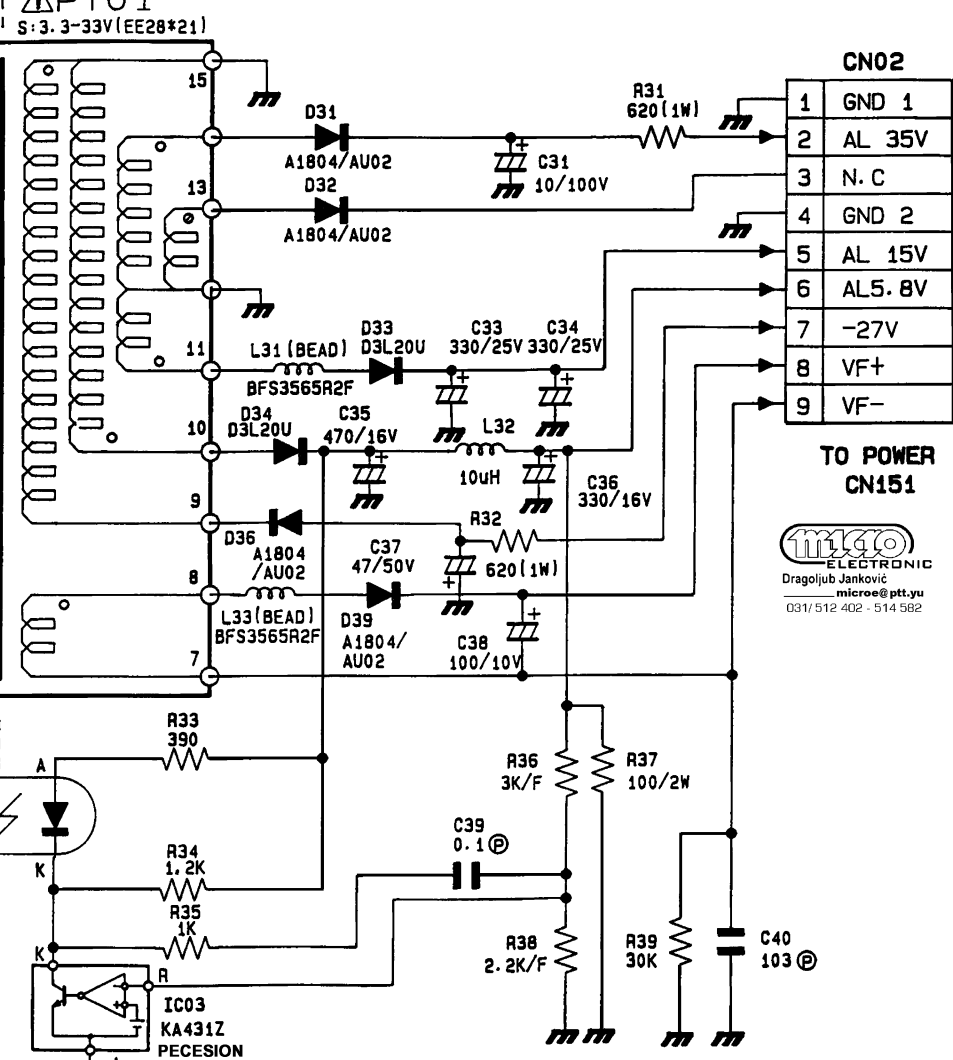 PT01
S:3.3-33V(EE28*21)
15
13
11
10
9
8
7
D31
A1804/AU02
D32
A1804/AU02
C31
10/100V
R31
620(1W)
CN02
1 GND 1
2 AL 35V
3 N.C
4 GND 2
5 AL 15V
6 AL5.8V
7 -27V
8 VF+
9 VF-
TO POWER
CN151
L31(BEAD)
BFS3565R2F
D33
D3L20U
C33
330/25V
C34
330/25V
D34
D3L20U
C35
470/16V
L32
10uH
C36
330/16V
D36
A1804
/AU02
R32
620(1W)
C37
47/50V
L33(BEAD)
BFS3565R2F
D39
A1804/
AU02
C38
100/10V
MICRO
ELECTRONIC
Dragoljub Janković
microe@ptt.yu
031/ 512 402 - 514 582
R33
390
A
K
R34
1.2K
R35
1K
K
R
IC03
KA431Z
PECESION
C39
0.1 P
R36
3K/F
R37
100/2W
R38
2.2K/F
R39
30K
C40
103 P